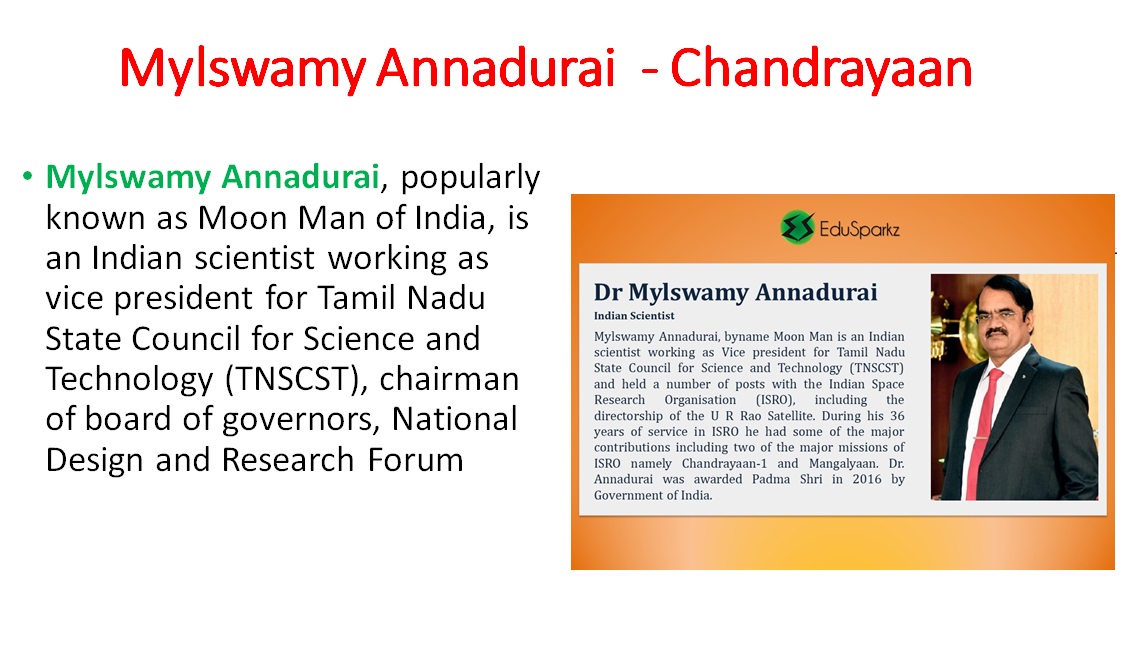 Mylswamy Annadurai - Chandrayaan
• Mylswamy Annadurai, popularly
known as Moon Man of India, is
an Indian scientist working as
vice president for Tamil Nadu
State Council for Science and
Technology (TNSCST), chairman
of board of governors, National
Design and Research Forum
EduSparkz
Dr Mylswamy Annadurai
Indian Scientist
Mylswamy Annadurai, byname Moon Man is an Indian
scientist working as Vice president for Tamil Nadu
State Council for Science and Technology (TNSCST)
and held a number of posts with the Indian Space
Research Organisation (ISRO), including the
directorship of the U R Rao Satellite. During his 36
years of service in ISRO he had some of the major
contributions including two of the major missions of
ISRO namely Chandrayaan-1 and Mangalyaan. Dr.
Annadurai was awarded Padma Shri in 2016 by
Government of India.